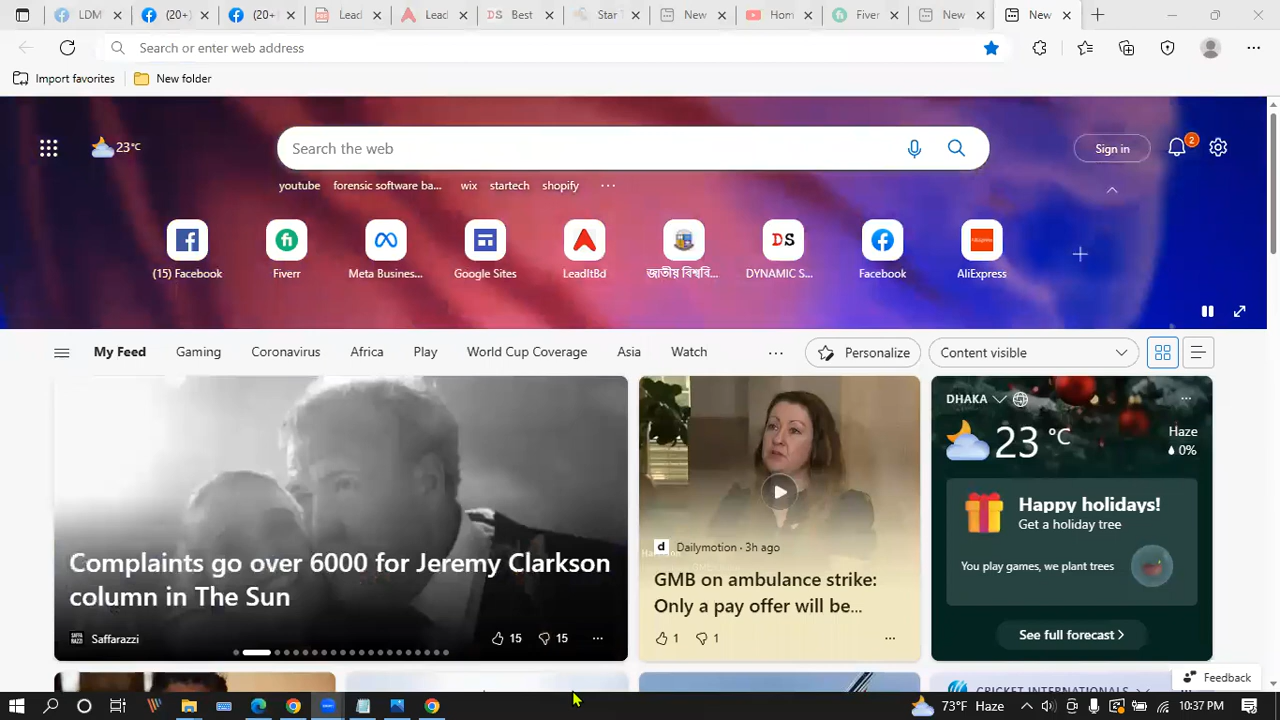 LDM
(20+
(20+
Lead
Lead
DS Best
Star
New
Hom
Fiver
New
New
Search or enter web address
Import favorites
New folder
23°C
Search the web
Sign in
2
youtube
forensic software ba...
wix
startech
shopify
(15) Facebook
Fiverr
Meta Busines...
Google Sites
LeadItBd
জাতীয় বিশ্ববি...
DS
DYNAMIC S...
Facebook
AliExpress
My Feed
Gaming
Coronavirus
Africa
Play
World Cup Coverage
Asia
Watch
Personalize
Content visible
Complaints go over 6000 for Jeremy Clarkson
column in The Sun
Saffarazzi
15
15
d Dailymotion · 3h ago
GMB on ambulance strike:
Only a pay offer will be...
1
1
DHAKA
23 °C
Haze
0%
Happy holidays!
Get a holiday tree
You play games, we plant trees
See full forecast
Feedback
CRICKET INTERNATIONALS
73°F Haze
10:37 PM